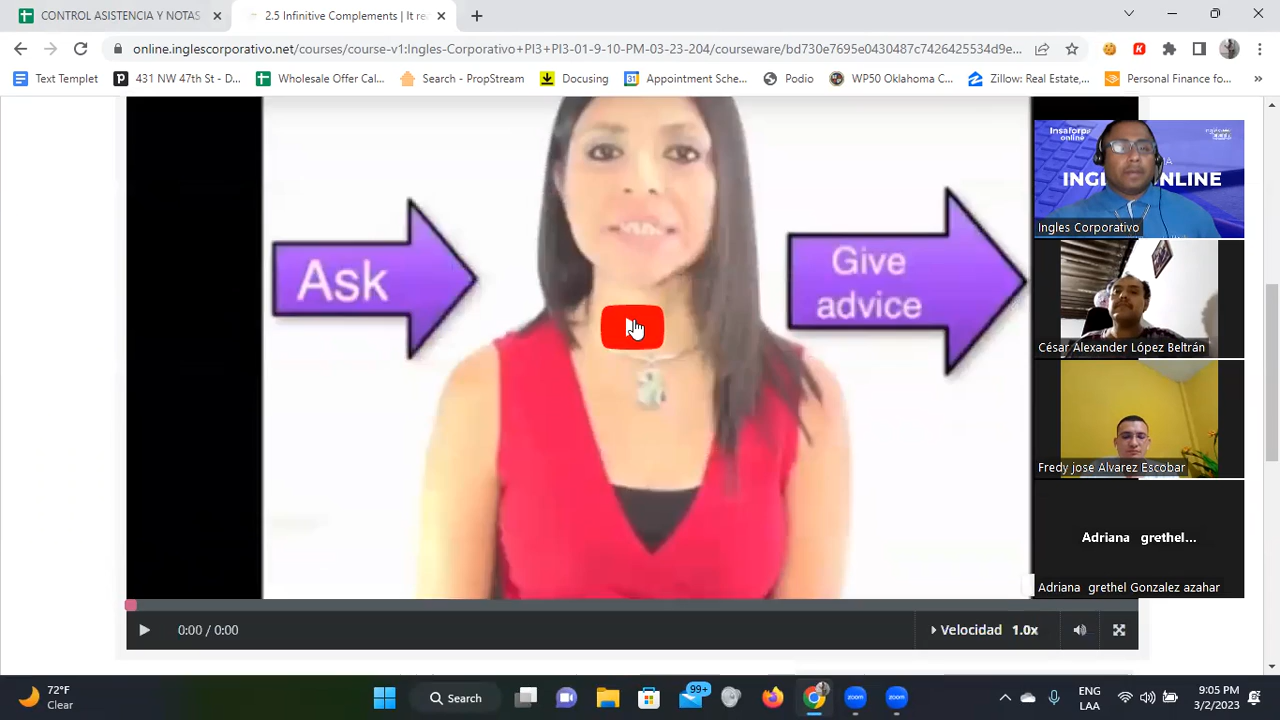 CONTROL ASISTENCIA Y NOTAS
2.5 Infinitive Complements | It re
online.inglescorporativo.net/courses/course-v1:Ingles-Corporativo+PI3+PI3-01-9-10-PM-03-23-204/courseware/bd730e7695e0430487c7426425534d9e...
Text Templet
431 NW 47th St - D...
Wholesale Offer Cal...
Search - PropStream
Docusing
Appointment Sche...
Podio
WP50 Oklahoma C...
Zillow: Real Estate,...
Personal Finance fo...
Ask
Give
advice
online
Ingles Corporativo
César Alexander López Beltrán
Fredy jose Alvarez Escobar
Adriana grethel...
Adriana grethel Gonzalez azahar
0:00 / 0:00
Velocidad 1.0x
72°F
Clear
Search
99+
zoom
zoom
ENG
LAA
9:05 PM
3/2/2023